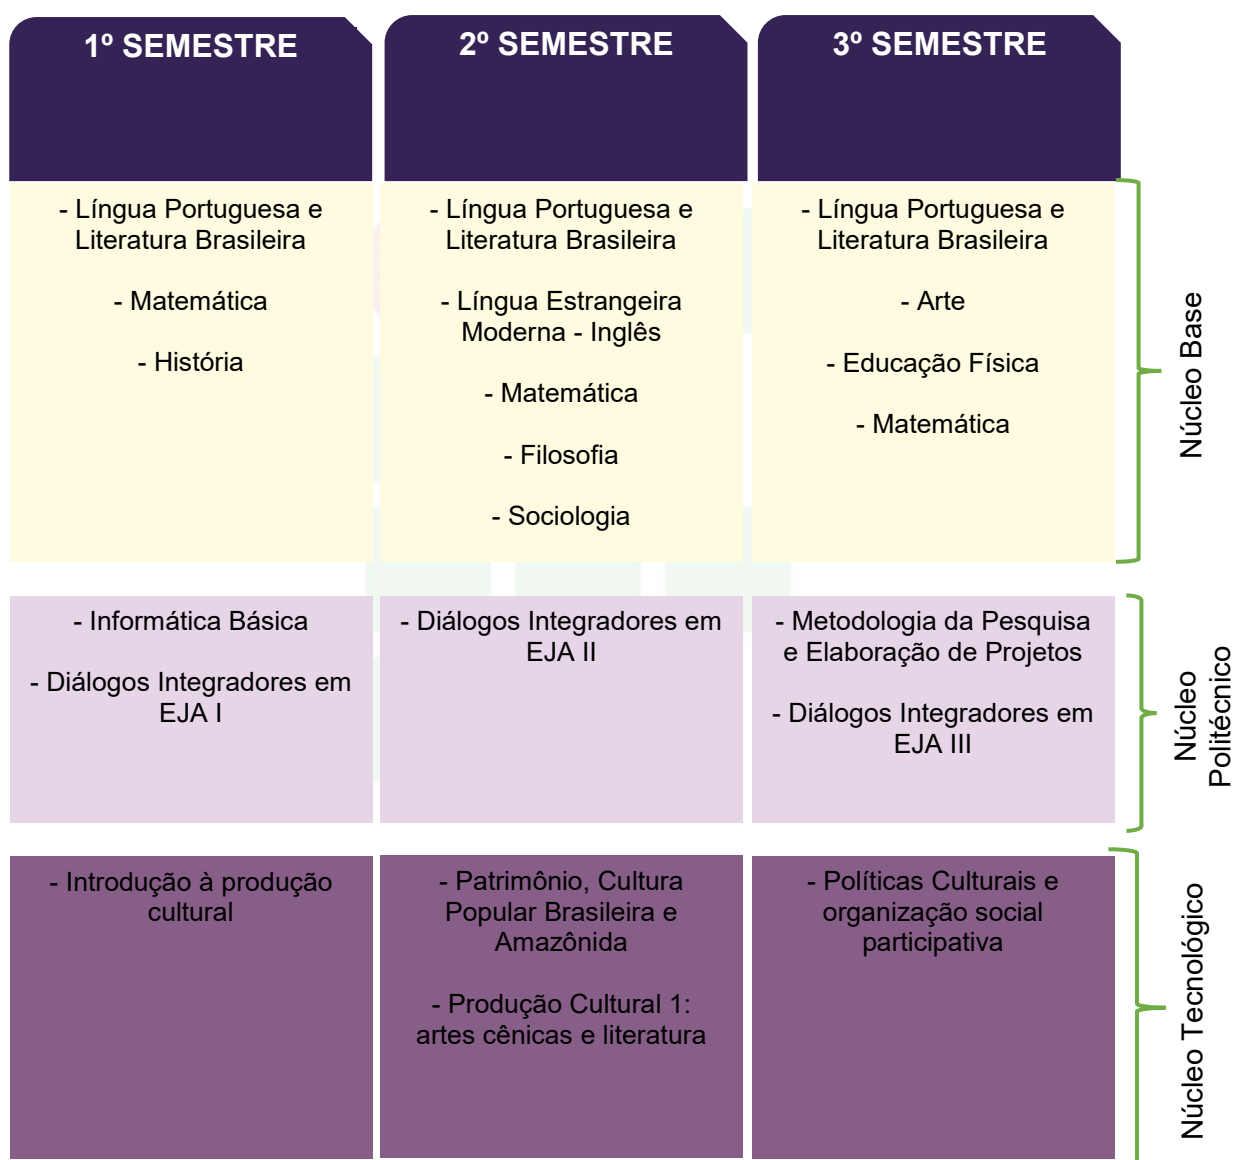 1º SEMESTRE
2º SEMESTRE
3º SEMESTRE
- Língua Portuguesa e
Literatura Brasileira
- Matemática
- História
- Língua Portuguesa e
Literatura Brasileira
- Língua Estrangeira
Moderna - Inglês
- Matemática
- Filosofia
- Sociologia
- Língua Portuguesa e
Literatura Brasileira
- Arte
- Educação Física
- Matemática
Núcleo Base
- Informática Básica
- Diálogos Integradores em
EJA I
- Diálogos Integradores em
EJA II
- Metodologia da Pesquisa
e Elaboração de Projetos
- Diálogos Integradores em
EJA III
Núcleo
Politécnico
- Introdução à produção
cultural
- Patrimônio, Cultura
Popular Brasileira e
Amazônida
- Produção Cultural 1:
artes cênicas e literatura
- Políticas Culturais e
organização social
participativa
Núcleo Tecnológico